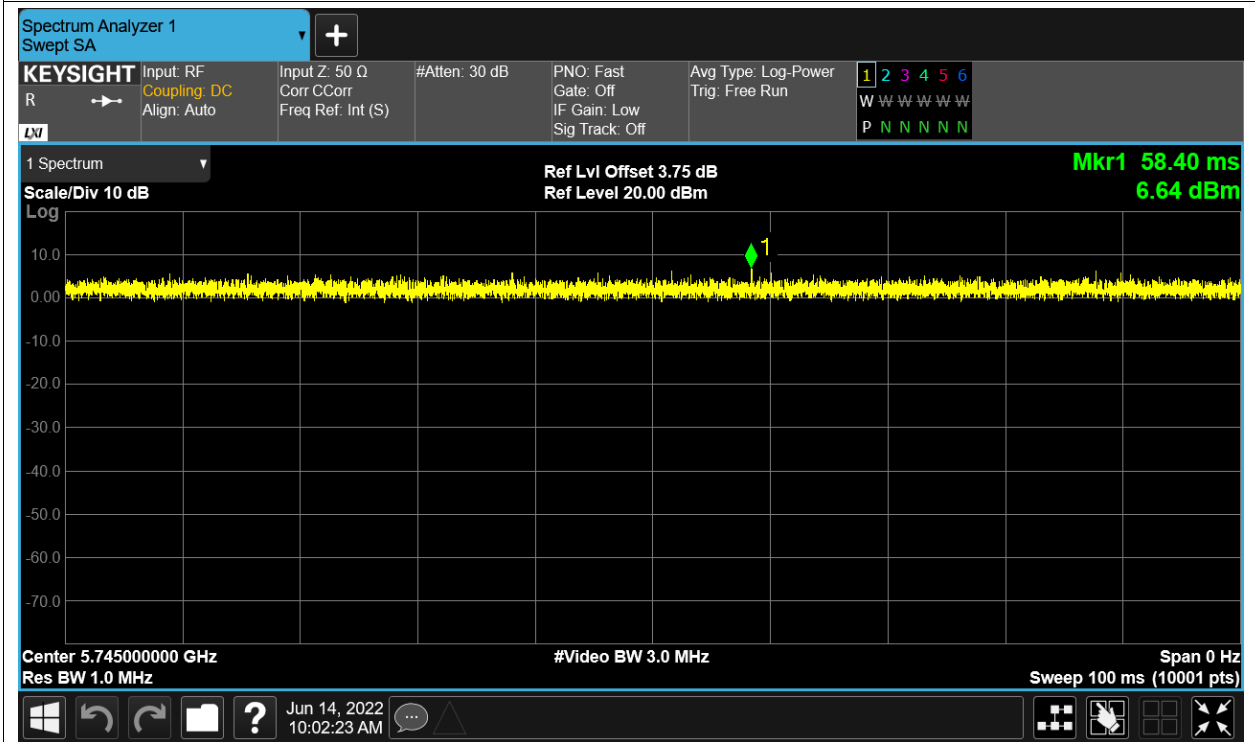 Spectrum Analyzer 1
Swept SA
KEYSIGHT
R
LXI
Input: RF
Coupling: DC
Align: Auto
Input Z: 50 Ω
Corr CCorr
Freq Ref: Int (S)
#Atten: 30 dB
PNO: Fast
Gate: Off
IF Gain: Low
Sig Track: Off
Avg Type: Log-Power
Trig: Free Run
1 2 3 4 5 6
W W W W W W
P N N N N N
1 Spectrum
Scale/Div 10 dB
Log
Ref Lvl Offset 3.75 dB
Ref Level 20.00 dBm
Mkr1 58.40 ms
6.64 dBm
1
10.0
0.00
-10.0
-20.0
-30.0
-40.0
-50.0
-60.0
-70.0
Center 5.745000000 GHz
Res BW 1.0 MHz
#Video BW 3.0 MHz
Span 0 Hz
Sweep 100 ms (10001 pts)
?
Jun 14, 2022
10:02:23 AM